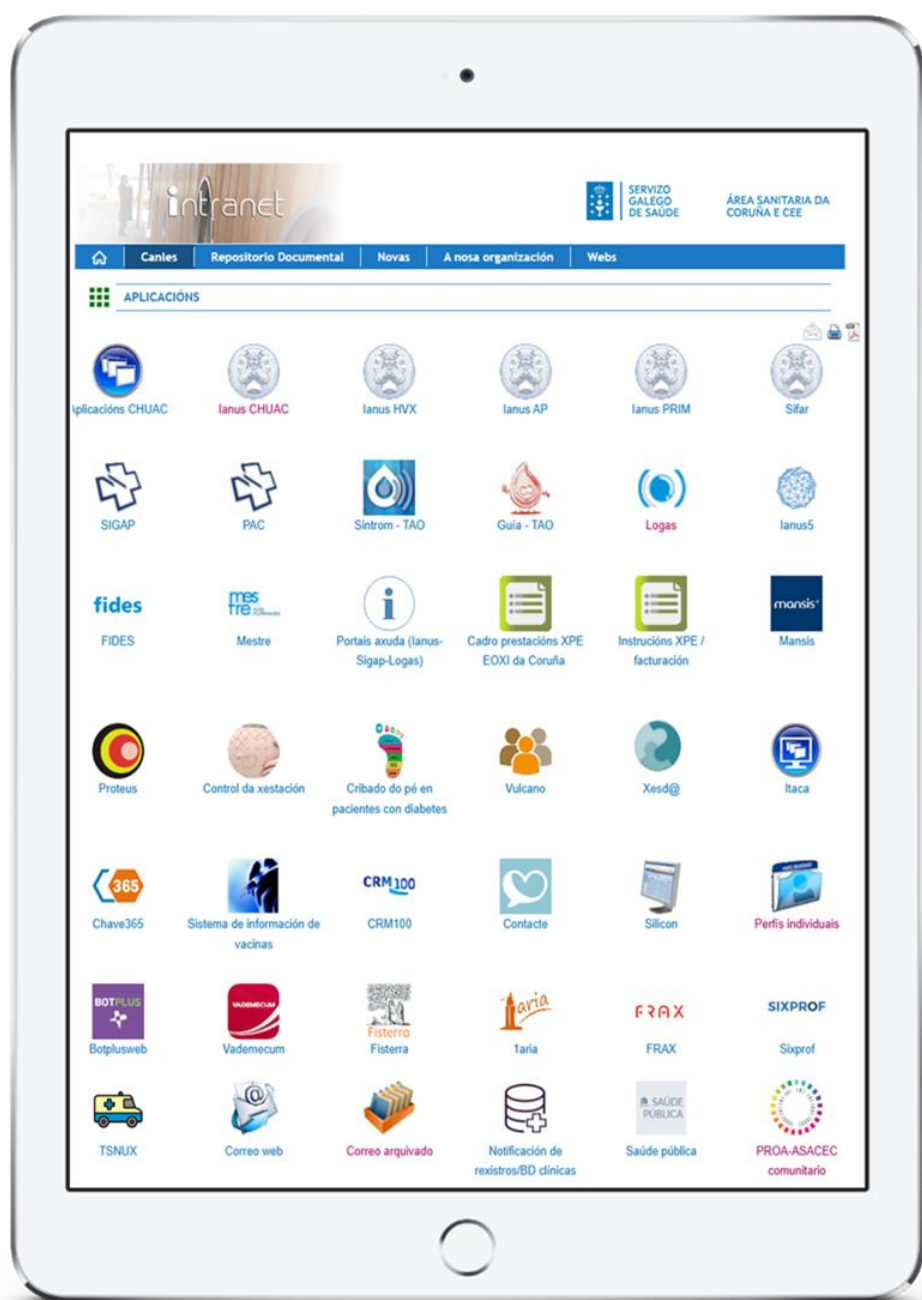 intranet
SERVIZO
GALEGO
DE SAÚDE
ÁREA SANITARIA DA
CORUÑA E CEE
Canles
Repositorio Documental
Novas
A nosa organización
Webs
APLICACIÓNS
Aplicacións CHUAC
Ianus CHUAC
Ianus HVX
Ianus AP
Ianus PRIM
Sifar
SIGAP
PAC
Sintrom - TAO
Guía - TAO
Logas
Ianus5
fides
mes
tre
mansis+
FIDES
Mestre
Portais axuda (Ianus-
Sigap-Logas)
Cadro prestacións XPE
EOXI da Coruña
Instrucións XPE /
facturación
Mansis
Proteus
Control da xestación
Cribado do pé en
pacientes con diabetes
Vulcano
Xesd@
Itaca
365
CRM100
Chave365
Sistema de información de
vacinas
CRM100
Contacte
Silicon
Perfís individuais
BOTPLUS
VADEMECUM
Fisterra
1aria
FRAX
SIXPROF
Botplusweb
Vademecum
Fisterra
1aria
FRAX
Sixprof
@
SAÚDE
PÚBLICA
TSNUX
Correo web
Correo arquivado
Notificación de
rexistros/BD clínicas
Saúde pública
PROA-ASACEC
comunitario